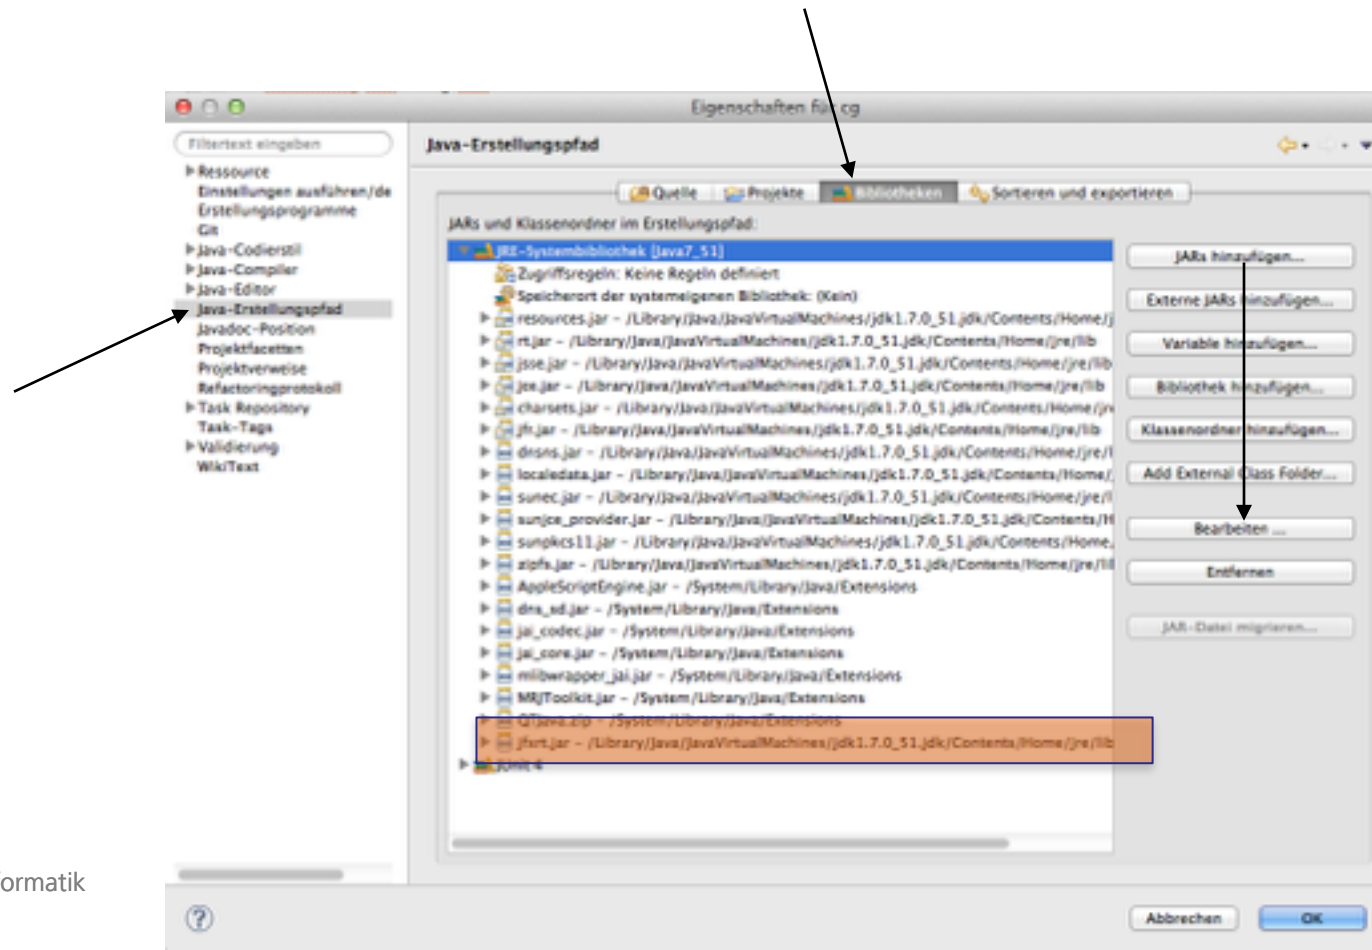 Eigenschaften für cg
Filtertext eingeben
Ressource
Einstellungen ausführen/de
Erstellungsprogramme
Git
Java-Codierstil
Java-Compiler
Java-Editor
Java-Erstellungspfad
Javadoc-Position
Projektfacetten
Projektverweise
Refactoringprotokoll
Task Repository
Task-Tags
Validierung
WikiText
Java-Erstellungspfad
Quelle Projekte Bibliotheken Sortieren und exportieren
JARs und Klassenordner im Erstellungspfad:
JRE-Systembibliothek [Java7_51]
Zugriffsregeln: Keine Regeln definiert
Speicherort der systemeigenen Bibliothek: (Kein)
resources.jar - /Library/Java/JavaVirtualMachines/jdk1.7.0_51.jdk/Contents/Home/j
rt.jar - /Library/Java/JavaVirtualMachines/jdk1.7.0_51.jdk/Contents/Home/jre/lib
jsse.jar - /Library/Java/JavaVirtualMachines/jdk1.7.0_51.jdk/Contents/Home/jre/lib
jce.jar - /Library/Java/JavaVirtualMachines/jdk1.7.0_51.jdk/Contents/Home/jre/lib
charsets.jar - /Library/Java/JavaVirtualMachines/jdk1.7.0_51.jdk/Contents/Home/jre
jfr.jar - /Library/Java/JavaVirtualMachines/jdk1.7.0_51.jdk/Contents/Home/jre/lib
dnsns.jar - /Library/Java/JavaVirtualMachines/jdk1.7.0_51.jdk/Contents/Home/jre/l
localedata.jar - /Library/Java/JavaVirtualMachines/jdk1.7.0_51.jdk/Contents/Home/
sunec.jar - /Library/Java/JavaVirtualMachines/jdk1.7.0_51.jdk/Contents/Home/jre/l
sunjce_provider.jar - /Library/Java/JavaVirtualMachines/jdk1.7.0_51.jdk/Contents/H
sunpkcs11.jar - /Library/Java/JavaVirtualMachines/jdk1.7.0_51.jdk/Contents/Home,
zipfs.jar - /Library/Java/JavaVirtualMachines/jdk1.7.0_51.jdk/Contents/Home/jre/lib
AppleScriptEngine.jar - /System/Library/Java/Extensions
dns_sd.jar - /System/Library/Java/Extensions
jai_codec.jar - /System/Library/Java/Extensions
jai_core.jar - /System/Library/Java/Extensions
mlibwrapper_jai.jar - /System/Library/Java/Extensions
MRJToolkit.jar - /System/Library/Java/Extensions
QTJava.zip - /System/Library/Java/Extensions
jfxrt.jar - /Library/Java/JavaVirtualMachines/jdk1.7.0_51.jdk/Contents/Home/jre/lib
JUnit 4
JARs hinzufügen...
Externe JARs hinzufügen...
Variable hinzufügen...
Bibliothek hinzufügen...
Klassenordner hinzufügen...
Add External Class Folder...
Bearbeiten ...
Entfernen
JAR-Datei migrieren...
ormatik
Abbrechen OK